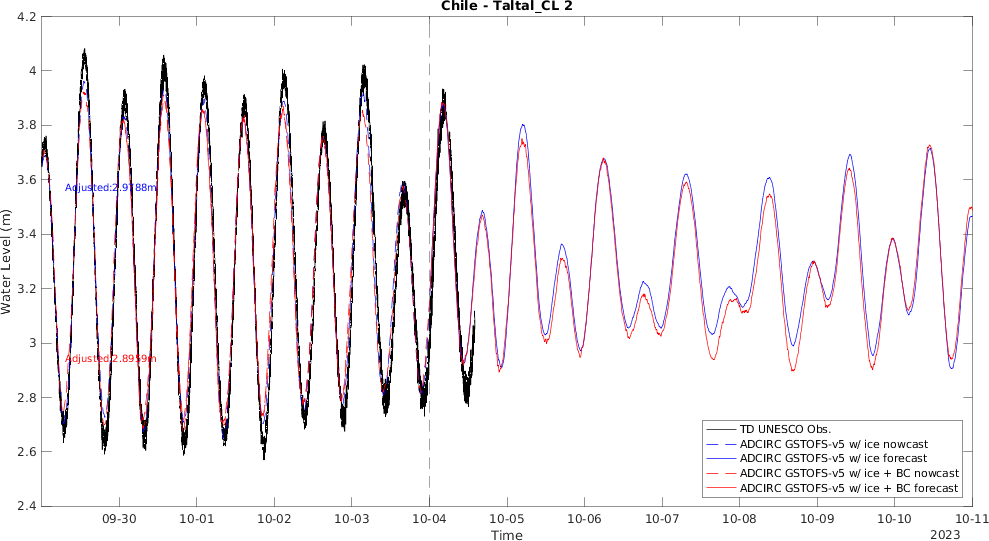 Chile - Taltal_CL 2
4.2
4
3.8
3.6
3.4
3.2
3
2.8
2.6
2.4
Water Level (m)
Adjusted:2.9788m
Adjusted:2.8959m
TD UNESCO Obs.
ADCIRC GSTOFS-v5 w/ ice nowcast
ADCIRC GSTOFS-v5 w/ ice forecast
ADCIRC GSTOFS-v5 w/ ice + BC nowcast
ADCIRC GSTOFS-v5 w/ ice + BC forecast
09-30 10-01 10-02 10-03 10-04 10-05 10-06 10-07 10-08 10-09 10-10 10-11
Time
2023